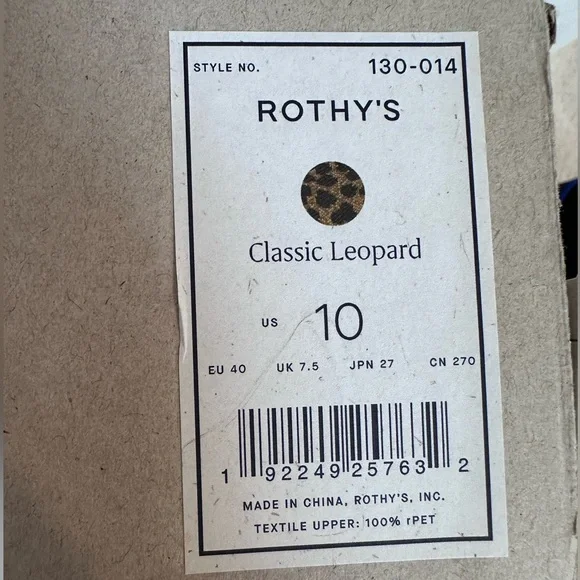 STYLE NO. 130-014
ROTHY'S
Classic Leopard
US 10
EU 40 UK 7.5 JPN 27 CN 270
1 92249 25763 2
MADE IN CHINA, ROTHY'S, INC.
TEXTILE UPPER: 100% rPET